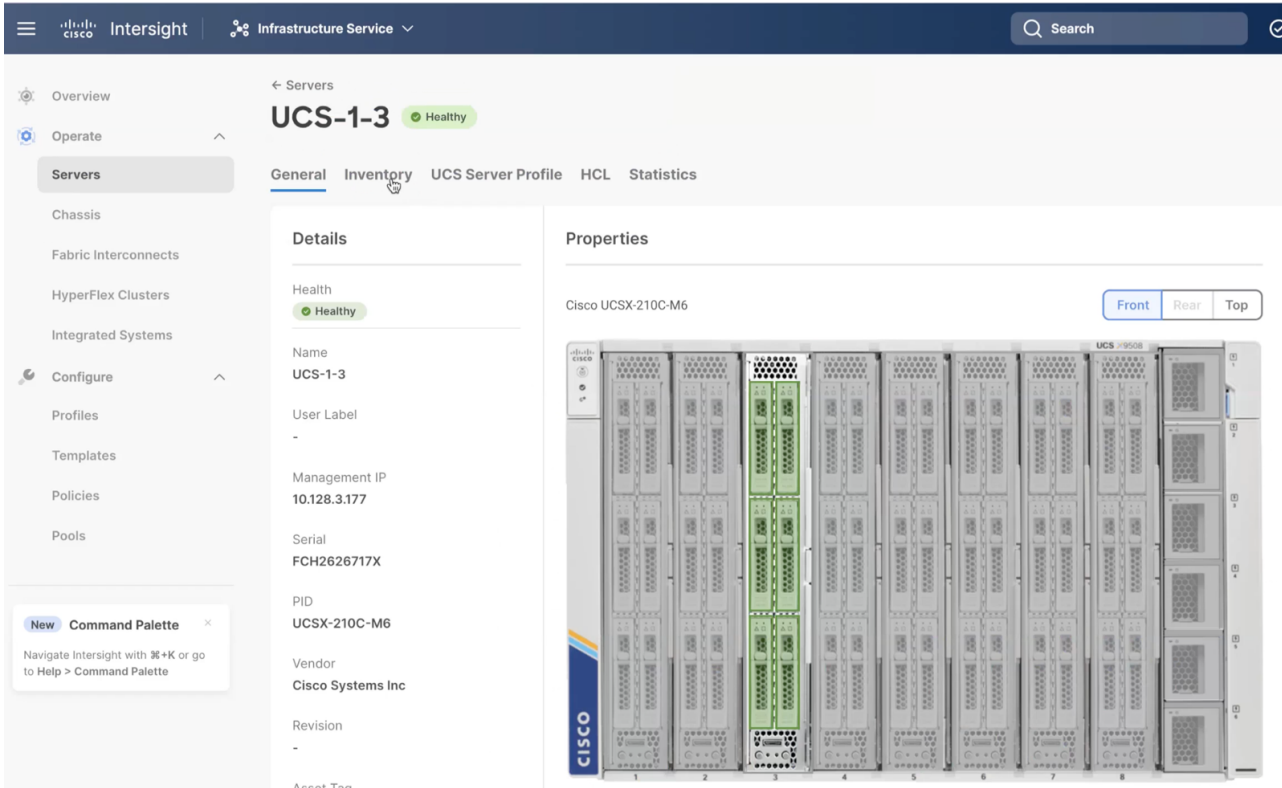 cisco Intersight Infrastructure Service Search
Overview
Operate
Servers
Chassis
Fabric Interconnects
HyperFlex Clusters
Integrated Systems
Configure
Profiles
Templates
Policies
Pools
New Command Palette
Navigate Intersight with ⌘+K or go
to Help > Command Palette
← Servers
UCS-1-3 Healthy
General Inventory UCS Server Profile HCL Statistics
Details
Health
Healthy
Name
UCS-1-3
User Label
-
Management IP
10.128.3.177
Serial
FCH2626717X
PID
UCSX-210C-M6
Vendor
Cisco Systems Inc
Revision
-
Asset Tag
Properties
Cisco UCSX-210C-M6
Front Rear Top
CISCO
UCS X9508
CISCO
1 2 3 4 5 6 7 8